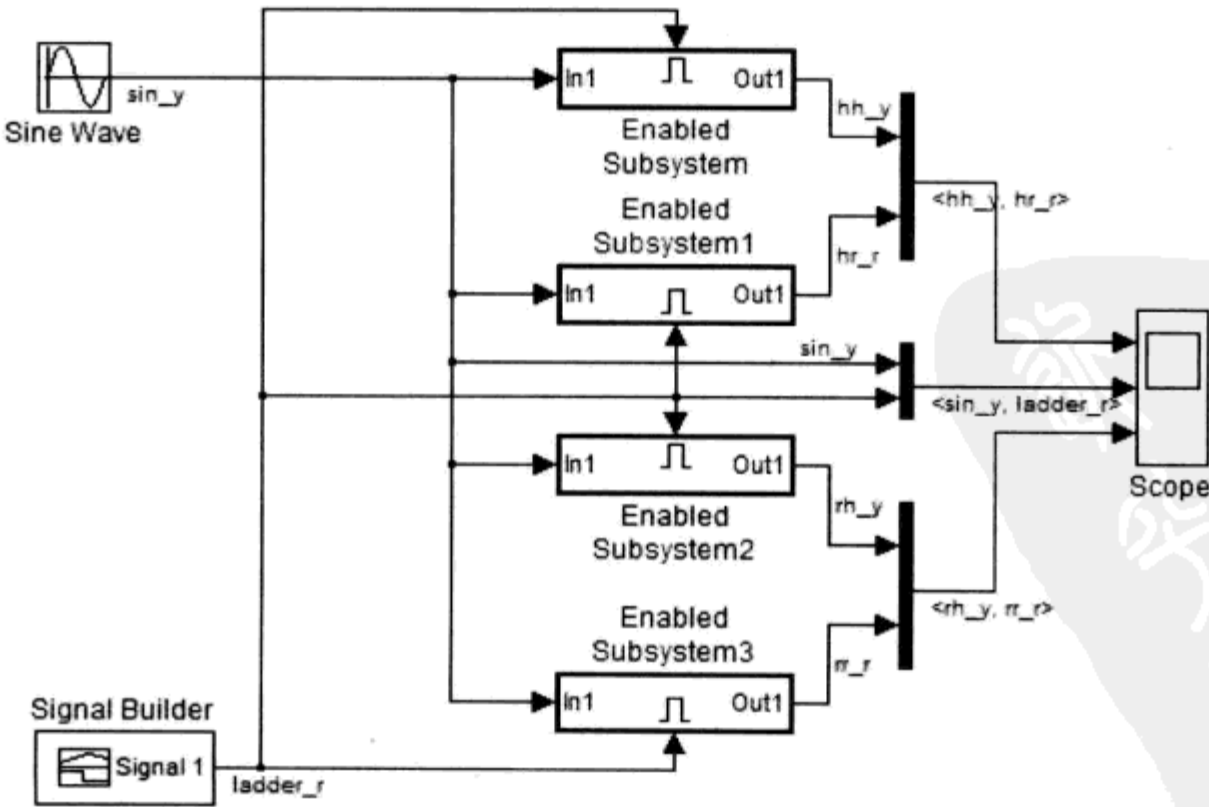 In1
Out1
sin_y
Sine Wave
hh_y
Enabled
Subsystem
<hh_y, hr_r>
Enabled
Subsystem1
hr_r
In1
Out1
sin_y
<sin_y, ladder_r>
In1
Out1
Scope
rh_y
Enabled
Subsystem2
<rh_y, rr_r>
Enabled
Subsystem3
rr_r
In1
Out1
Signal Builder
Signal 1
ladder_r